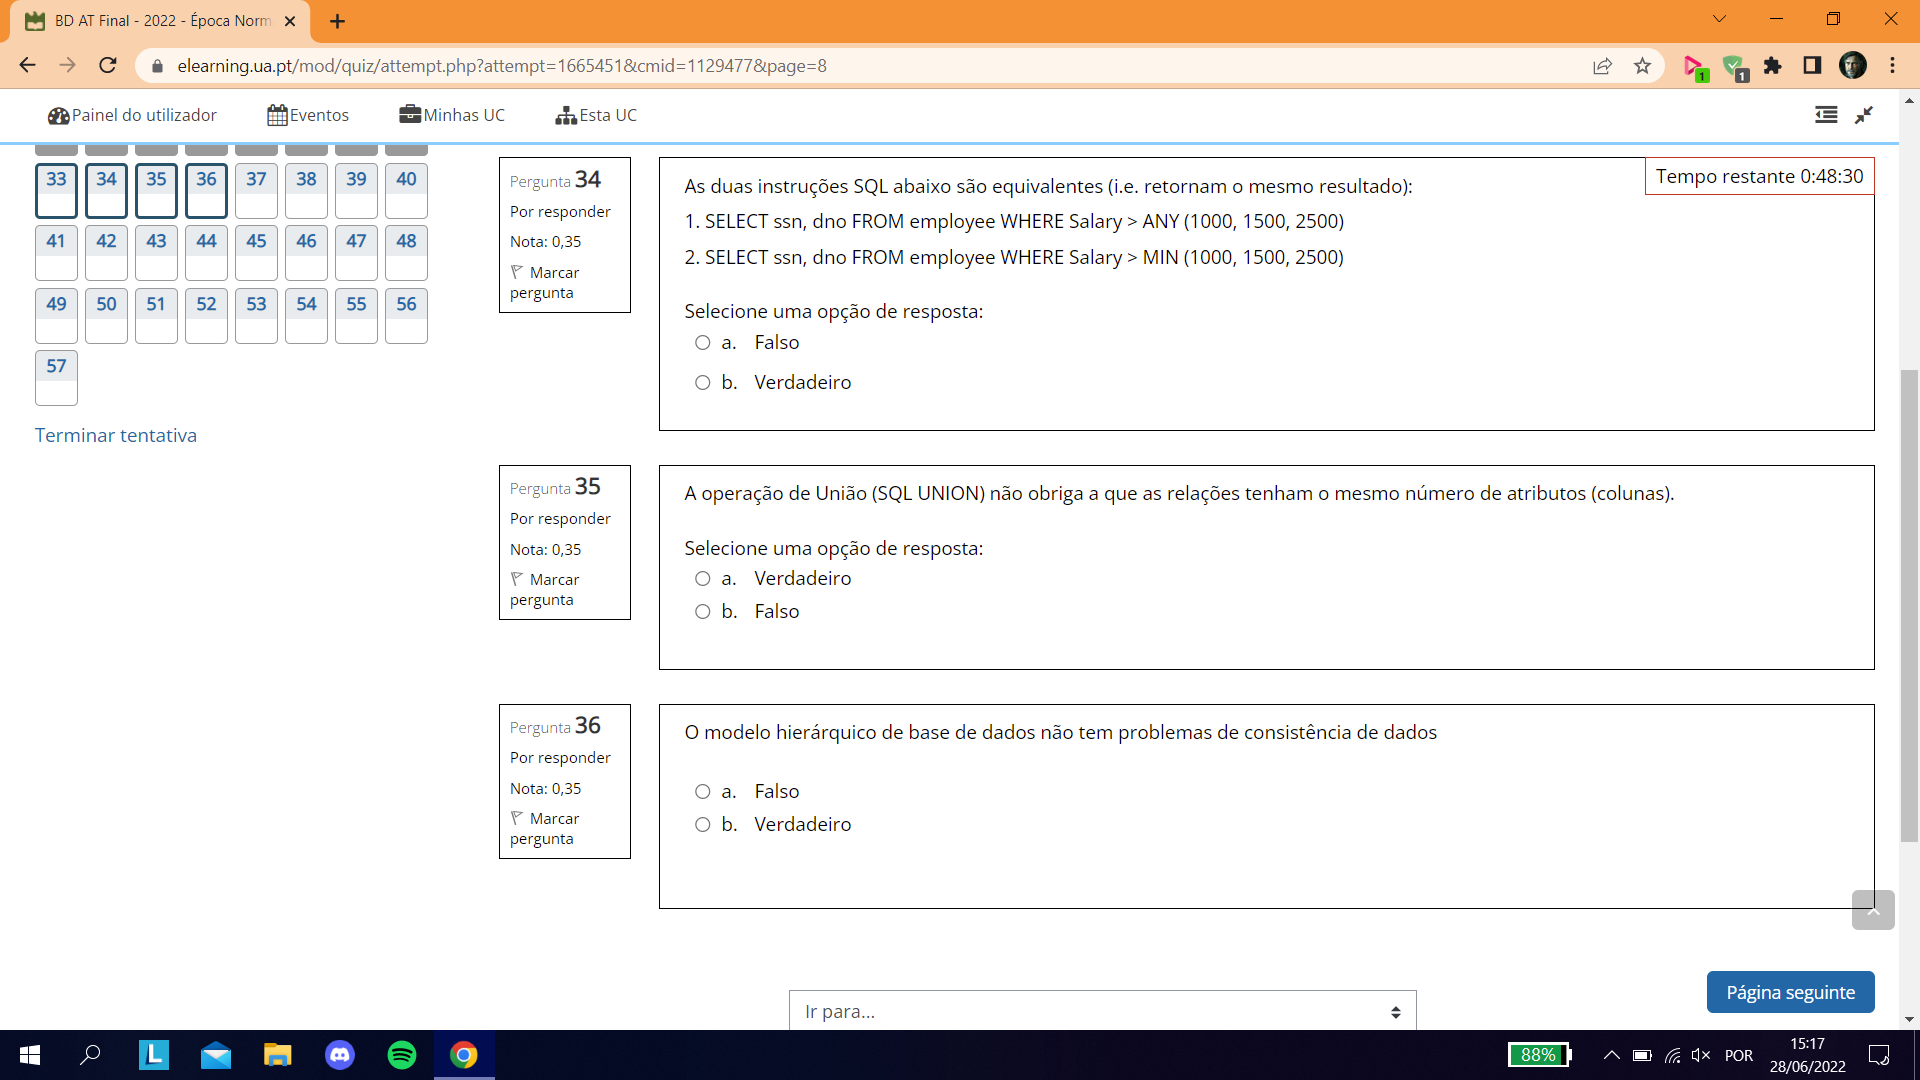 BD AT Final - 2022 - Época Norm
elearning.ua.pt/mod/quiz/attempt.php?attempt=1665451&cmid=1129477&page=8
1
1
Painel do utilizador
Eventos
Minhas UC
Esta UC
33 34 35 36 37 38 39 40
41 42 43 44 45 46 47 48
49 50 51 52 53 54 55 56
57
Terminar tentativa
Tempo restante 0:48:30
Pergunta 34
Por responder
Nota: 0,35
Marcar
pergunta
As duas instruções SQL abaixo são equivalentes (i.e. retornam o mesmo resultado):
1. SELECT ssn, dno FROM employee WHERE Salary > ANY (1000, 1500, 2500)
2. SELECT ssn, dno FROM employee WHERE Salary > MIN (1000, 1500, 2500)
Selecione uma opção de resposta:
a. Falso
b. Verdadeiro
Pergunta 35
Por responder
Nota: 0,35
Marcar
pergunta
A operação de União (SQL UNION) não obriga a que as relações tenham o mesmo número de atributos (colunas).
Selecione uma opção de resposta:
a. Verdadeiro
b. Falso
Pergunta 36
Por responder
Nota: 0,35
Marcar
pergunta
O modelo hierárquico de base de dados não tem problemas de consistência de dados
a. Falso
b. Verdadeiro
Página seguinte
Ir para...
L
88%
POR
15:17
28/06/2022